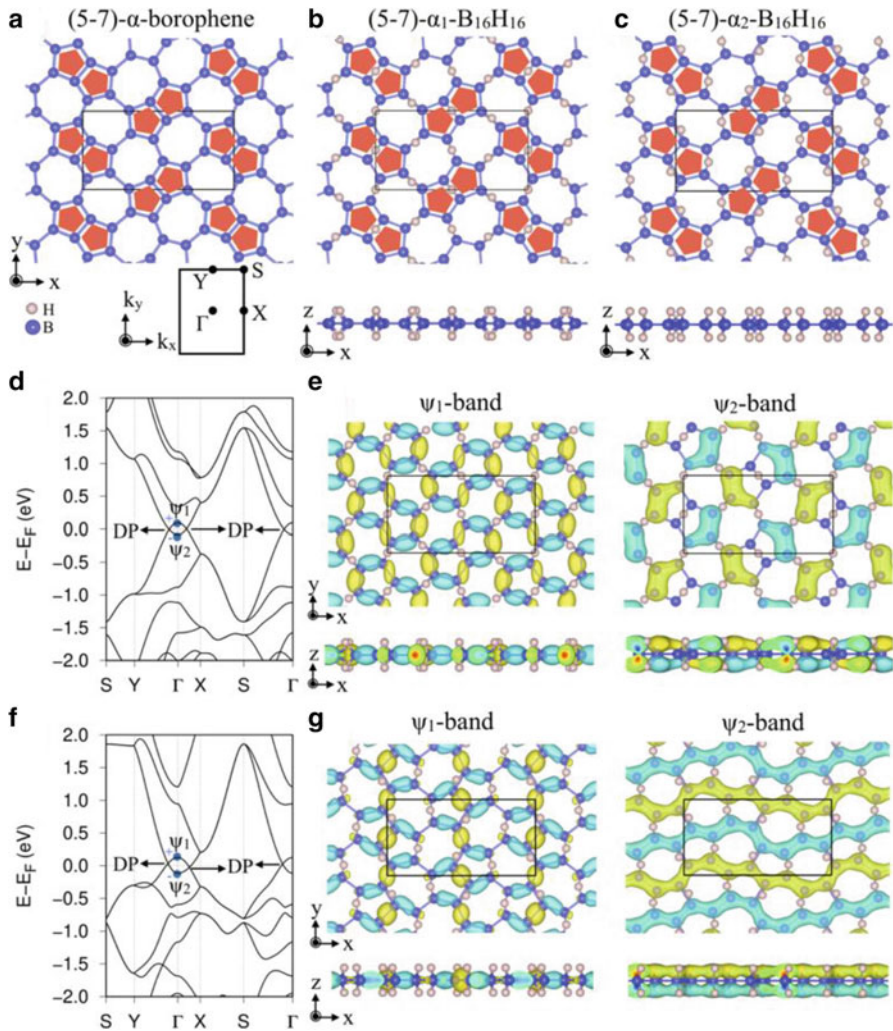 a (5-7)-α-borophene
b (5-7)-α₁-B₁₆H₁₆
c (5-7)-α₂-B₁₆H₁₆
y
x
H
B
k_y
k_x
Y S
Γ X
z
x
z
x
d
2.0
1.5
1.0
0.5
0.0
−0.5
−1.0
−1.5
−2.0
E−E_F (eV)
DP
+ ψ₁
- ψ₂
DP
S Y Γ X S Γ
e ψ₁-band ψ₂-band
y
x
z
x
f
2.0
1.5
1.0
0.5
0.0
−0.5
−1.0
−1.5
−2.0
E−E_F (eV)
DP
+ ψ₁
- ψ₂
DP
S Y Γ X S Γ
g ψ₁-band ψ₂-band
y
x
z
x